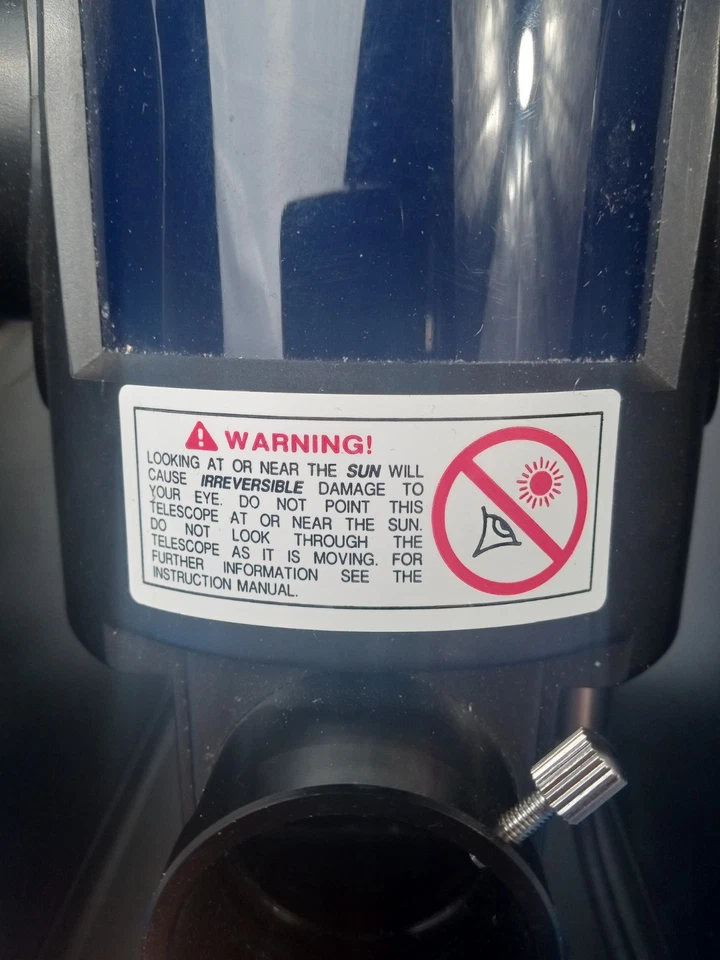 WARNING!
LOOKING AT OR NEAR THE SUN WILL
CAUSE IRREVERSIBLE DAMAGE TO
YOUR EYE. DO NOT POINT THIS
TELESCOPE AT OR NEAR THE SUN.
DO NOT LOOK THROUGH THE
TELESCOPE AS IT IS MOVING. FOR
FURTHER INFORMATION SEE THE
INSTRUCTION MANUAL.